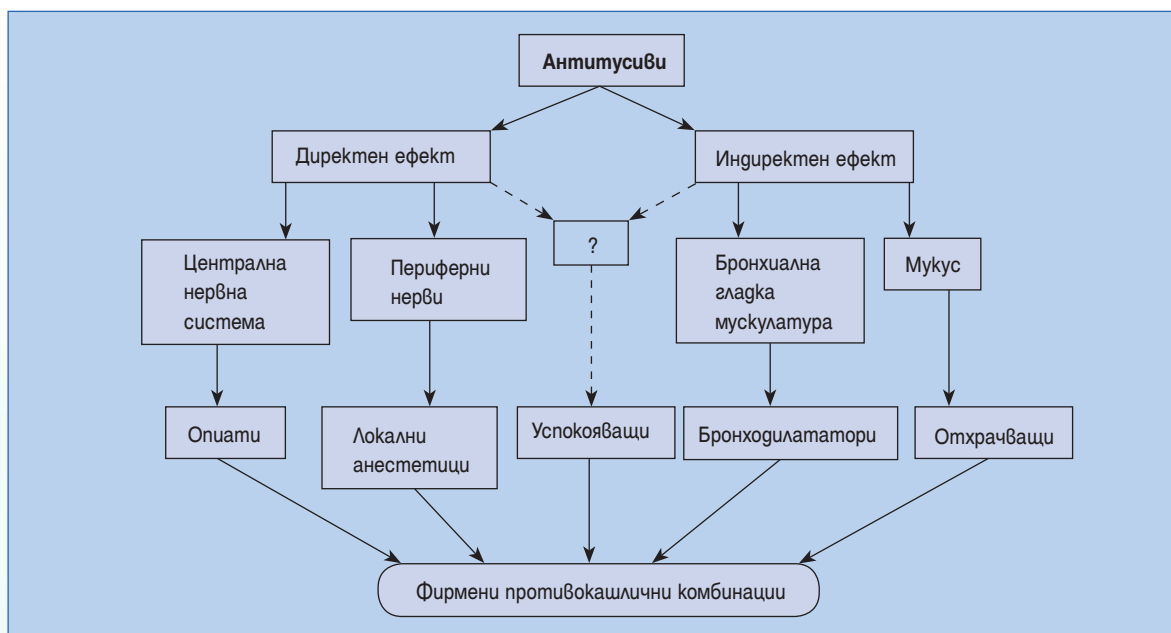 Антитусиви
Директен ефект
Индиректен ефект
?
Централна
нервна
система
Периферни
нерви
Бронхиална
гладка
мускулатура
Мукус
Опиати
Локални
анестетици
Успокояващи
Бронходилататори
Отхрачващи
Фирмени противокашлични комбинации